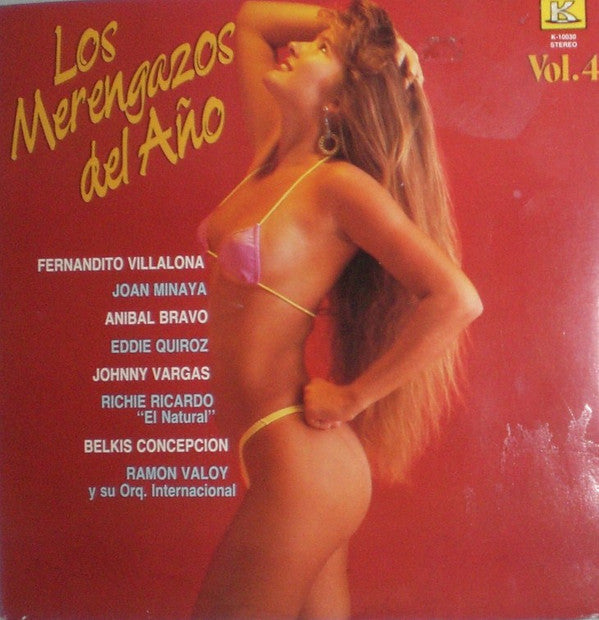 Los
Merengazos
del Año
K
K-10030
STEREO
Vol.4
FERNANDITO VILLALONA
JOAN MINAYA
ANIBAL BRAVO
EDDIE QUIROZ
JOHNNY VARGAS
RICHIE RICARDO
"El Natural"
BELKIS CONCEPCION
RAMON VALOY
y su Orq. Internacional